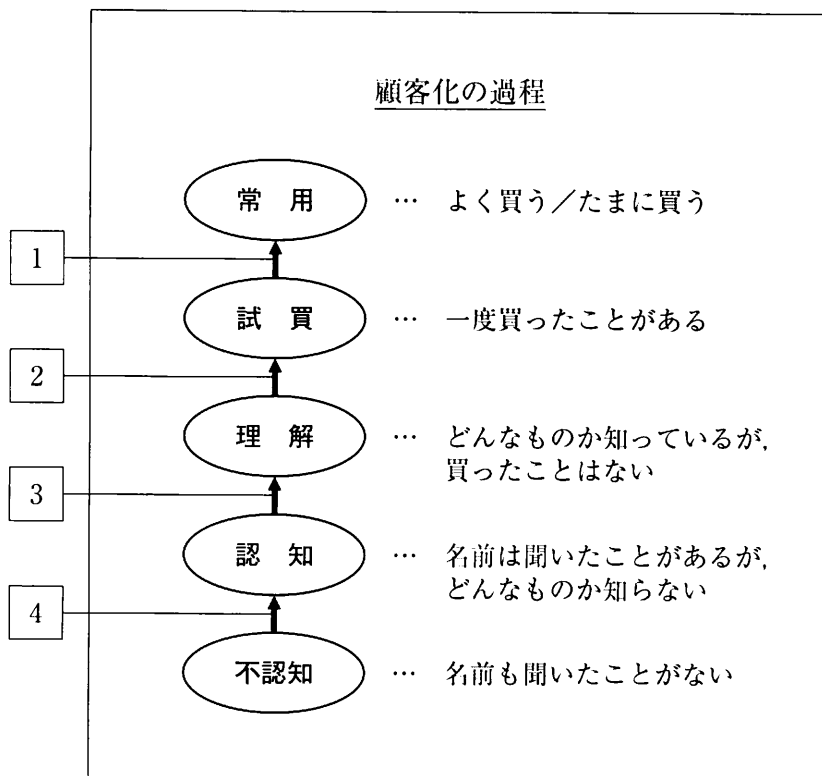 顧客化の過程
常用 … よく買う／たまに買う
1
試買 … 一度買ったことがある
2
理解 … どんなものか知っているが，
買ったことはない
3
認知 … 名前は聞いたことがあるが，
どんなものか知らない
4
不認知 … 名前も聞いたことがない